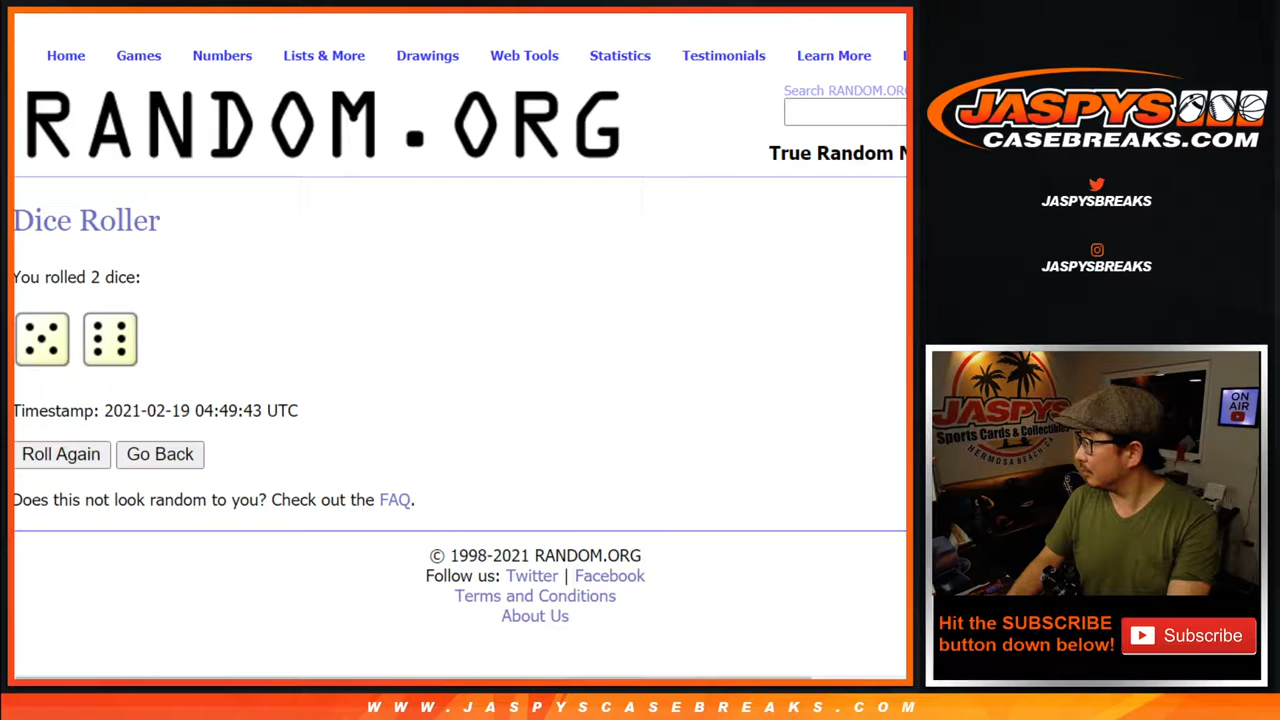 Home Games Numbers Lists & More Drawings Web Tools Statistics Testimonials Learn More
RANDOM.ORG
Search RANDOM.ORG
True Random N
Dice Roller
You rolled 2 dice:
Timestamp: 2021-02-19 04:49:43 UTC
Roll Again Go Back
Does this not look random to you? Check out the FAQ.
© 1998-2021 RANDOM.ORG
Follow us: Twitter | Facebook
Terms and Conditions
About Us
JASPYS
CASEBREAKS.COM
JASPYSBREAKS
JASPYSBREAKS
JASPYS
Sports Cards & Collectibles
HERMOSA BEACH, CA
ON
AIR
Hit the SUBSCRIBE
button down below!
Subscribe
WWW.JASPYSCASEBREAKS.COM